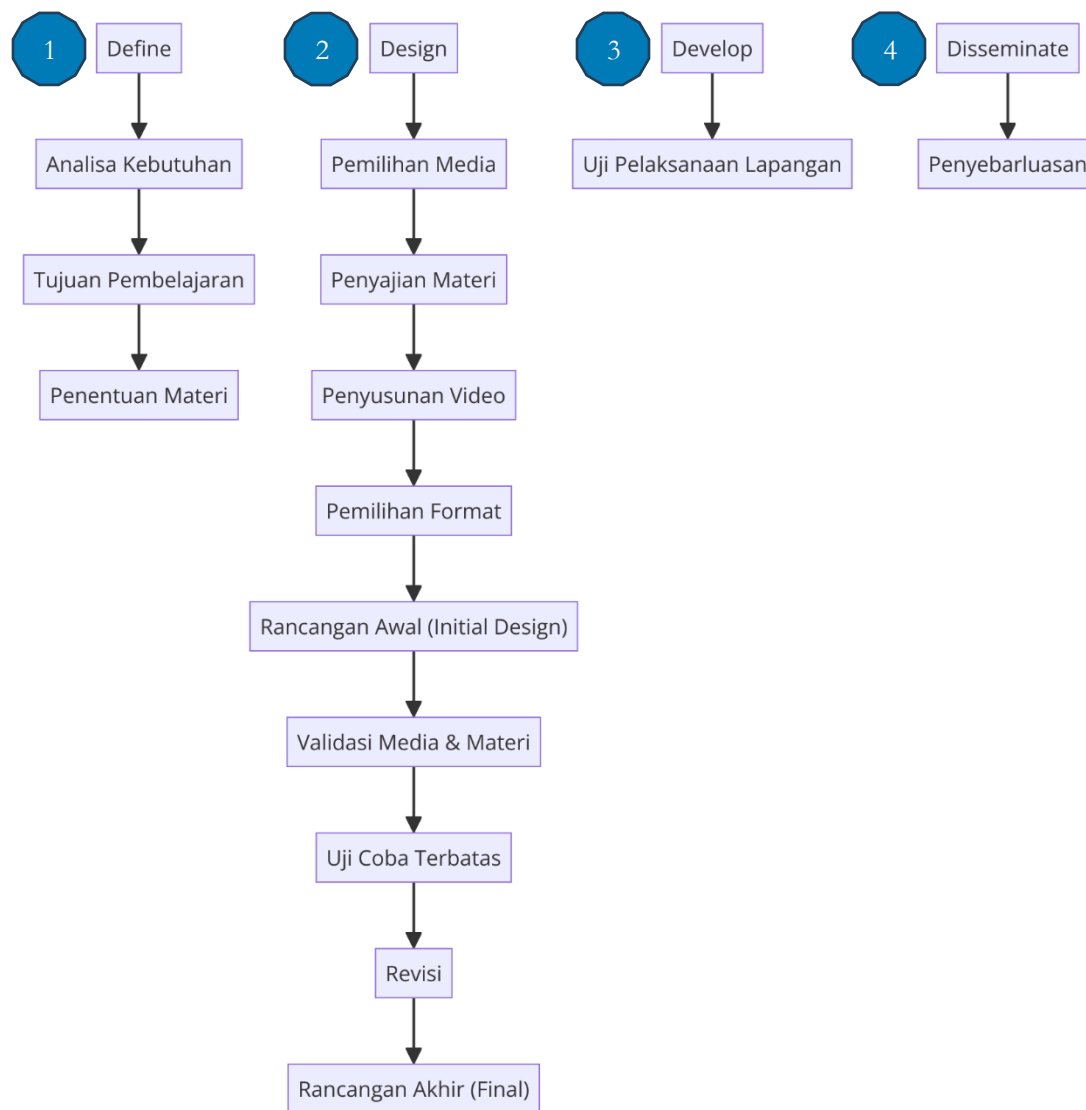 1
Define
Analisa Kebutuhan
Tujuan Pembelajaran
Penentuan Materi
2
Design
Pemilihan Media
Penyajian Materi
Penyusunan Video
Pemilihan Format
Rancangan Awal (Initial Design)
Validasi Media & Materi
Uji Coba Terbatas
Revisi
Rancangan Akhir (Final)
3
Develop
Uji Pelaksanaan Lapangan
4
Disseminate
Penyebarluasan